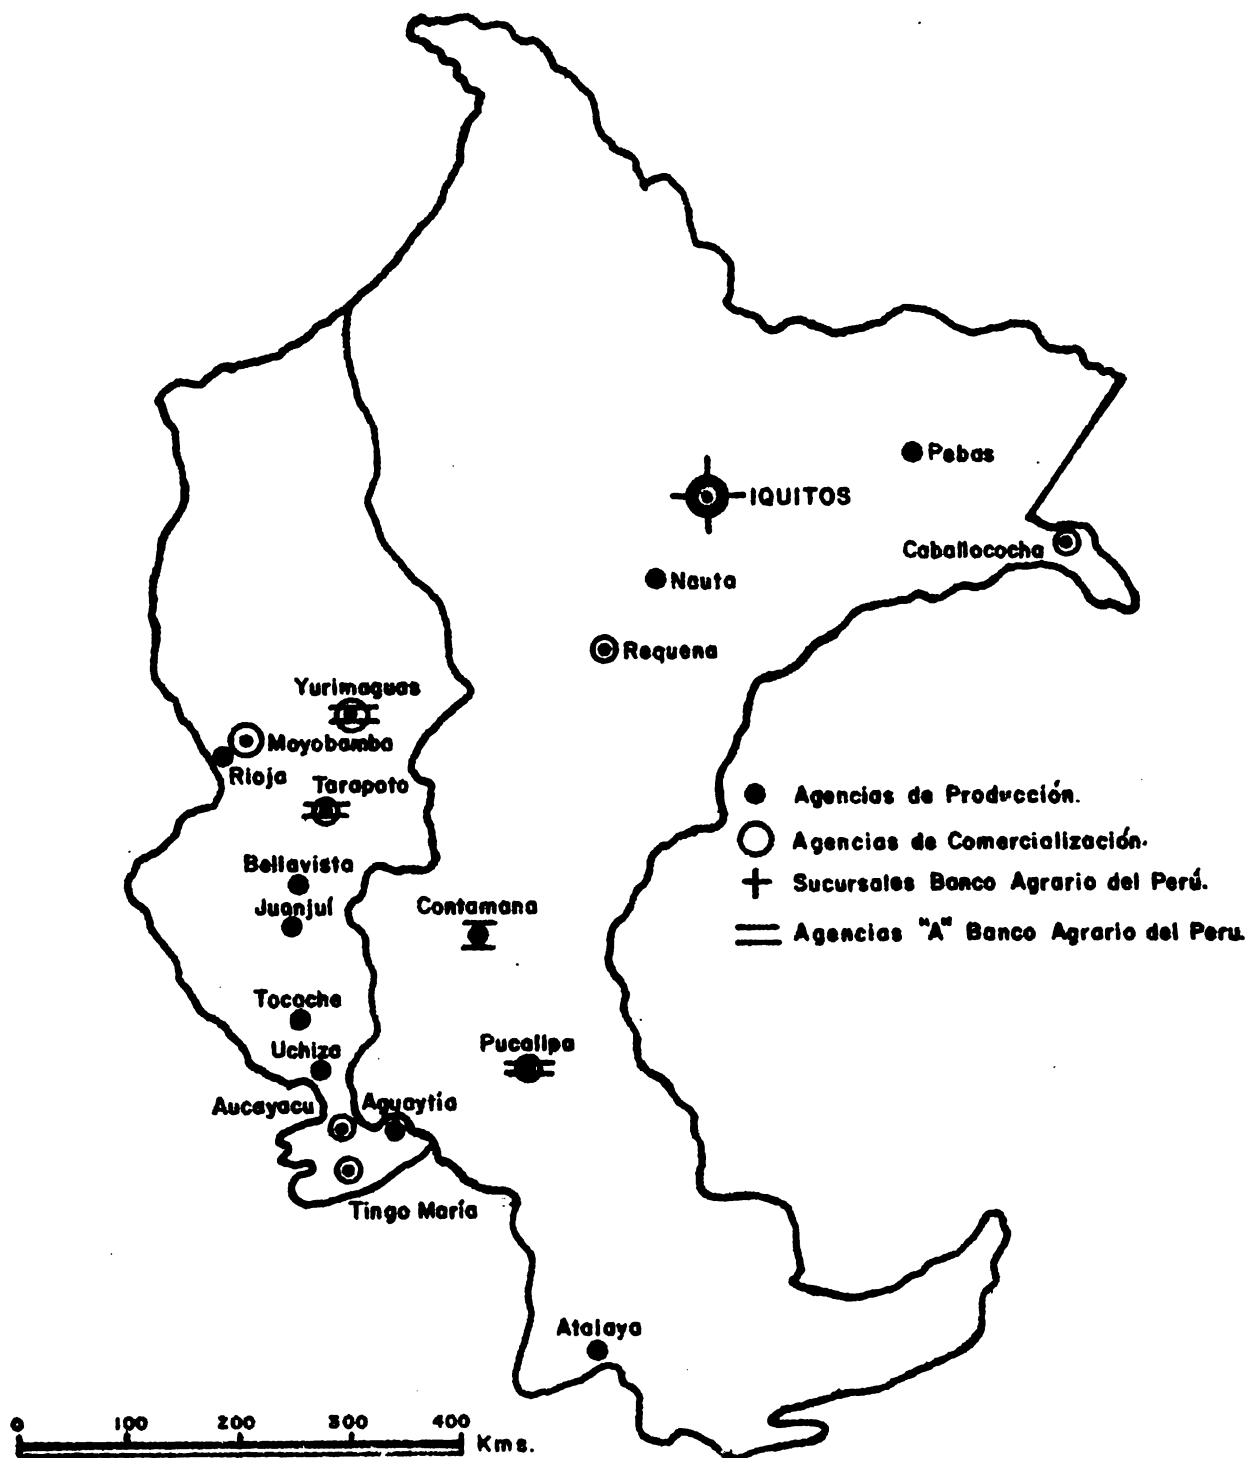 Pebas
IQUITOS
Caballococha
Nauta
Requena
Yurimaguas
Moyobamba
Rioja
Tarapoto
Bellavista
Juanjuí
Contamana
Tocache
Uchiza
Pucallpa
Aucayacu
Aguaytía
Tingo María
Atalaya
Agencias de Producción.
Agencias de Comercialización.
Sucursales Banco Agrario del Perú.
Agencias "A" Banco Agrario del Peru.
0 100 200 300 400
Kms.